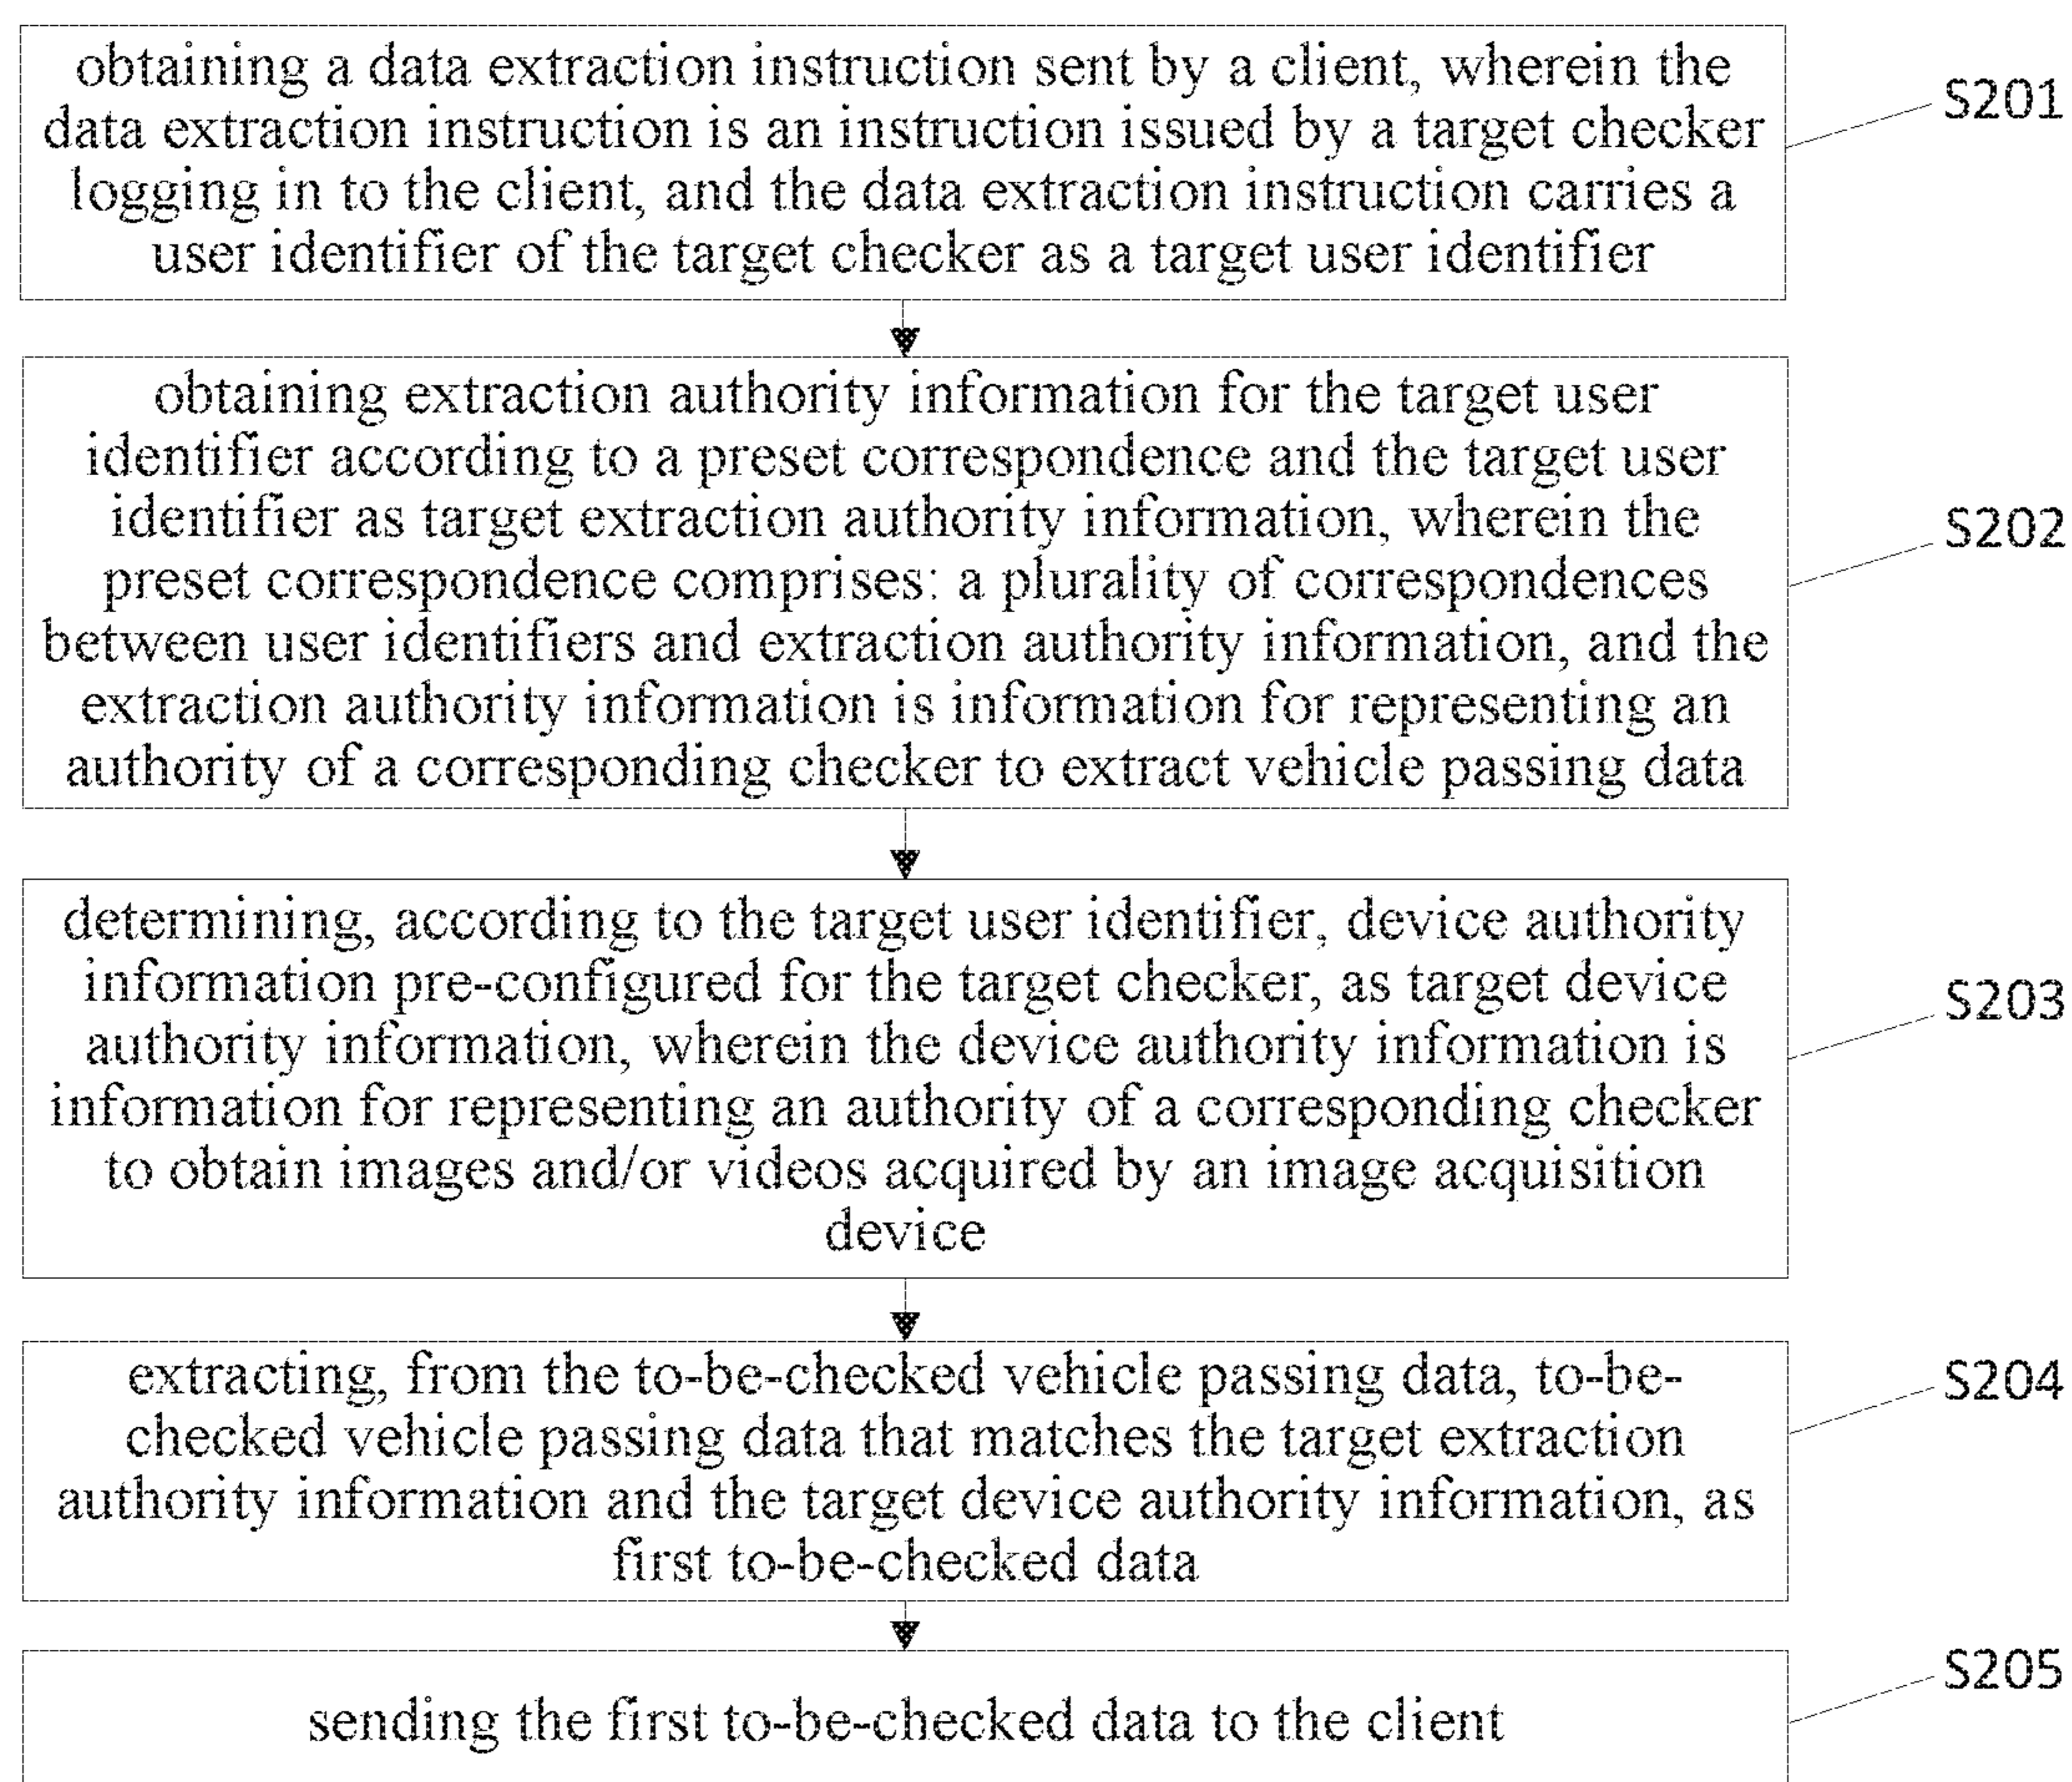 obtaining a data extraction instruction sent by a client, wherein the
data extraction instruction is an instruction issued by a target checker
logging in to the client, and the data extraction instruction carries a
user identifier of the target checker as a target user identifier
S201
obtaining extraction authority information for the target user
identifier according to a preset correspondence and the target user
identifier as target extraction authority information, wherein the
preset correspondence comprises: a plurality of correspondences
between user identifiers and extraction authority information, and the
extraction authority information is information for representing an
authority of a corresponding checker to extract vehicle passing data
S202
determining, according to the target user identifier, device authority
information pre-configured for the target checker, as target device
authority information, wherein the device authority information is
information for representing an authority of a corresponding checker
to obtain images and/or videos acquired by an image acquisition
device
S203
extracting, from the to-be-checked vehicle passing data, to-be-
checked vehicle passing data that matches the target extraction
authority information and the target device authority information, as
first to-be-checked data
S204
sending the first to-be-checked data to the client
S205